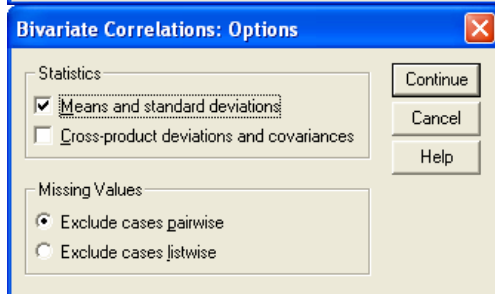 Bivariate Correlations: Options
Statistics
Means and standard deviations
Cross-product deviations and covariances
Missing Values
Exclude cases pairwise
Exclude cases listwise
Continue
Cancel
Help